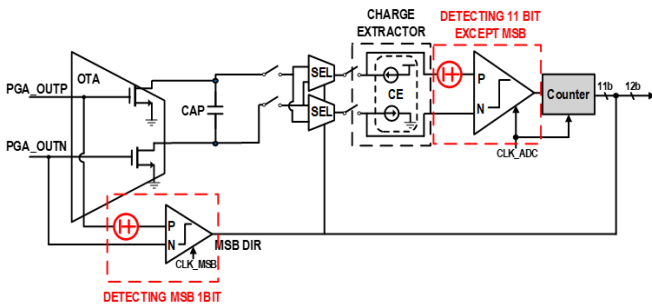 CHARGE
EXTRACTOR
DETECTING 11 BIT
EXCEPT MSB
OTA
PGA_OUTP
CAP
SEL
SEL
CE
P
N
Counter
11b
12b
CLK_ADC
PGA_OUTN
P
N
MSB DIR
CLK_MSB
DETECTING MSB 1BIT